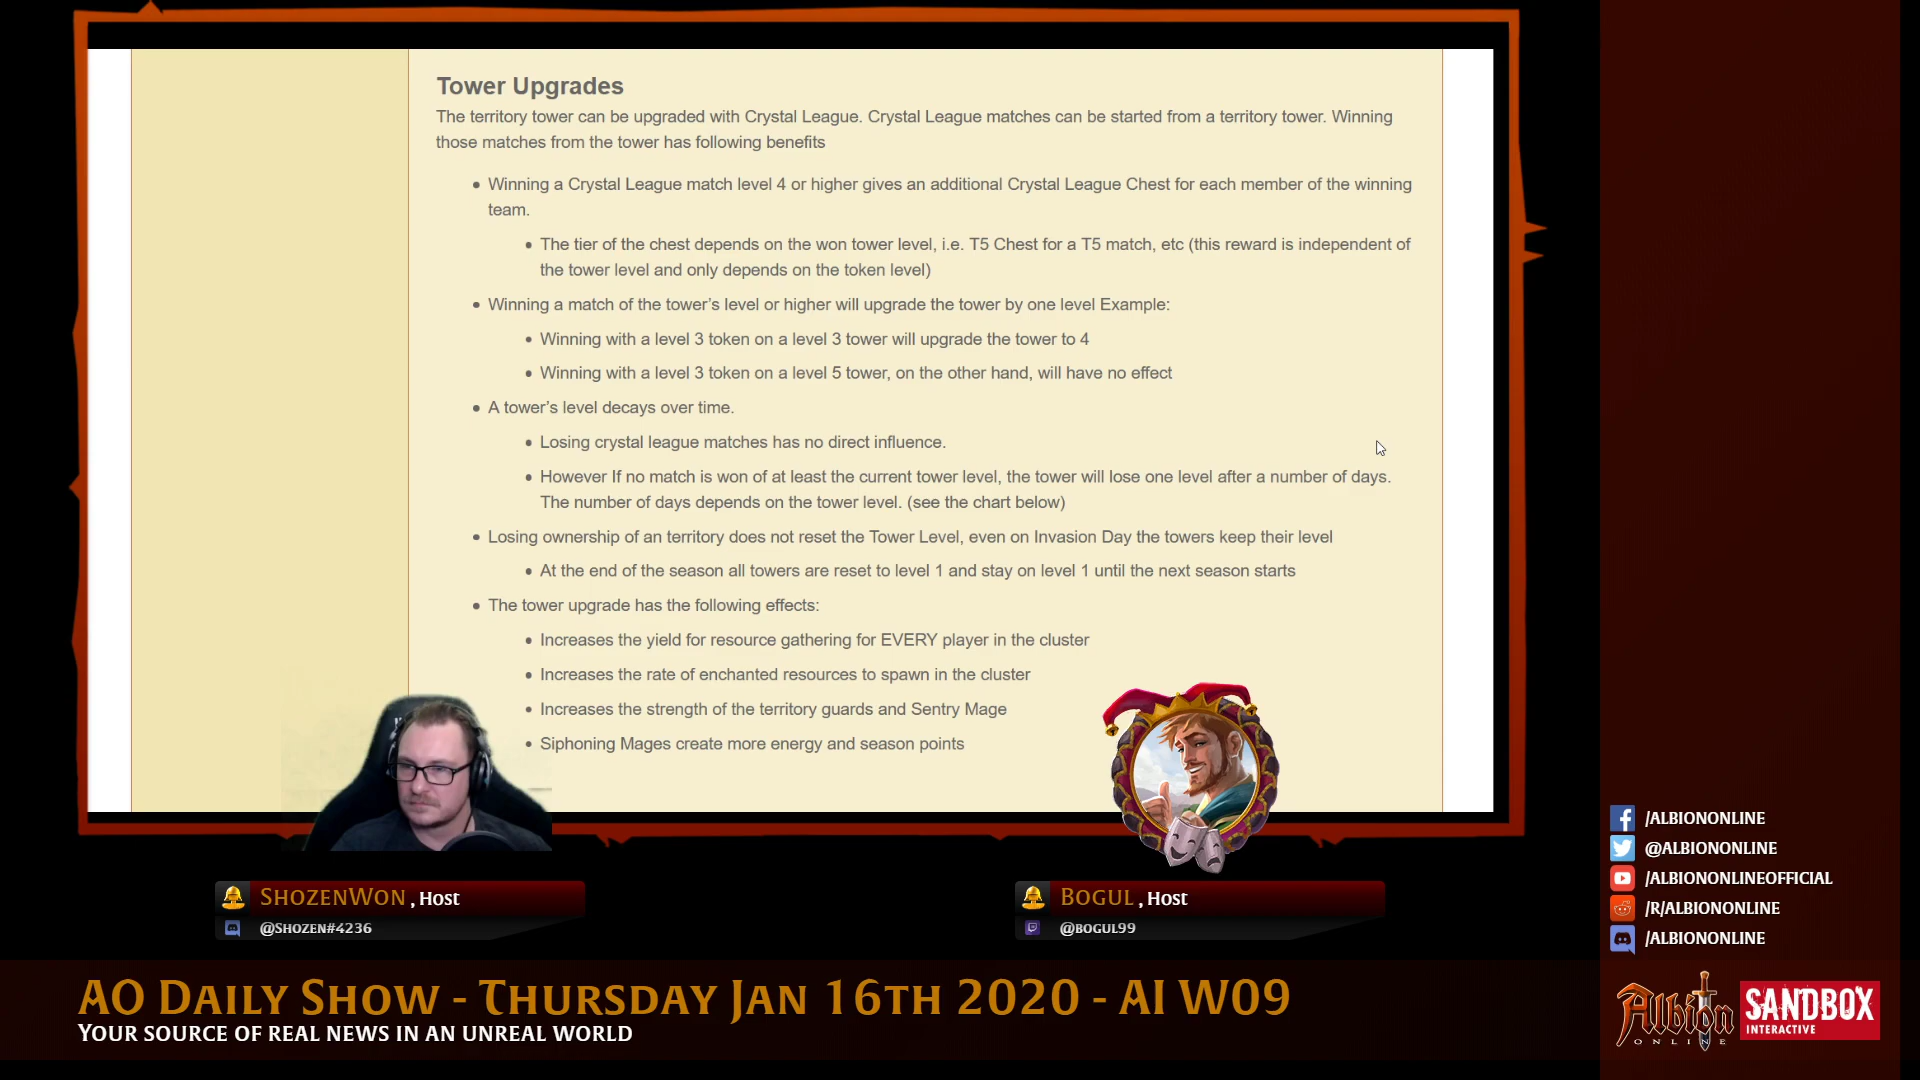 Tower Upgrades
The territory tower can be upgraded with Crystal League. Crystal League matches can be started from a territory tower. Winning
those matches from the tower has following benefits
Winning a Crystal League match level 4 or higher gives an additional Crystal League Chest for each member of the winning
team.
The tier of the chest depends on the won tower level, i.e. T5 Chest for a T5 match, etc (this reward is independent of
the tower level and only depends on the token level)
Winning a match of the tower's level or higher will upgrade the tower by one level Example:
Winning with a level 3 token on a level 3 tower will upgrade the tower to 4
Winning with a level 3 token on a level 5 tower, on the other hand, will have no effect
A tower's level decays over time.
Losing crystal league matches has no direct influence.
However If no match is won of at least the current tower level, the tower will lose one level after a number of days.
The number of days depends on the tower level. (see the chart below)
Losing ownership of an territory does not reset the Tower Level, even on Invasion Day the towers keep their level
At the end of the season all towers are reset to level 1 and stay on level 1 until the next season starts
The tower upgrade has the following effects:
Increases the yield for resource gathering for EVERY player in the cluster
Increases the rate of enchanted resources to spawn in the cluster
Increases the strength of the territory guards and Sentry Mage
Siphoning Mages create more energy and season points
ShozenWon, Host
@Shozen#4236
Bogul, Host
@bogul99
/ALBIONONLINE
@ALBIONONLINE
/ALBIONONLINEOFFICIAL
/R/ALBIONONLINE
/ALBIONONLINE
AO Daily Show - Thursday Jan 16th 2020 - AI W09
Your source of real news in an unreal world
Albion
ONLINE
SANDBOX
INTERACTIVE